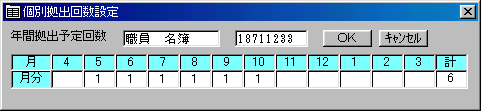 個別拠出回数設定
年間拠出予定回数 職員 名簿 18711233 OK ｷｬﾝｾﾙ
月 4 5 6 7 8 9 10 11 12 1 2 3 計
月分 1 1 1 1 1 1 6